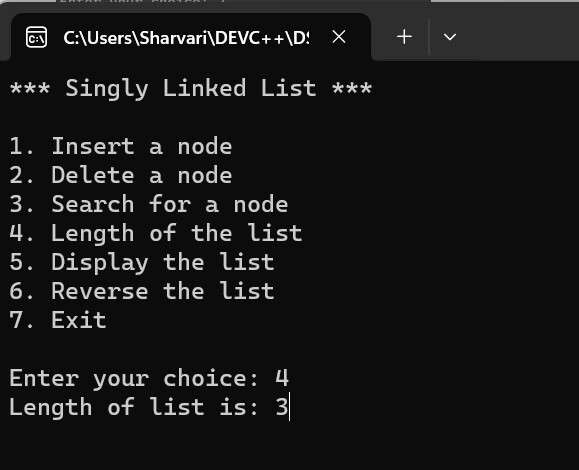 C:\Users\Sharvari\DEVC++\DS
*** Singly Linked List ***
1. Insert a node
2. Delete a node
3. Search for a node
4. Length of the list
5. Display the list
6. Reverse the list
7. Exit
Enter your choice: 4
Length of list is: 3